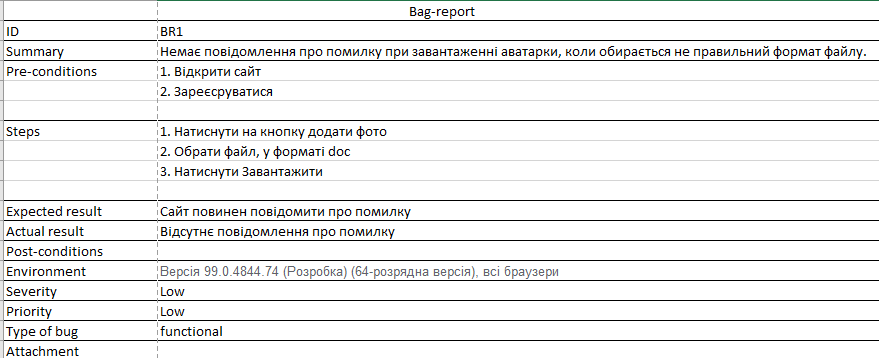 Bag-report
ID BR1
Summary Немає повідомлення про помилку при завантаженні аватарки, коли обирається не правильний формат файлу.
Pre-conditions 1. Відкрити сайт
2. Зареєсруватися
Steps 1. Натиснути на кнопку додати фото
2. Обрати файл, у форматі doc
3. Натиснути Завантажити
Expected result Сайт повинен повідомити про помилку
Actual result Відсутнє повідомлення про помилку
Post-conditions
Environment Версія 99.0.4844.74 (Розробка) (64-розрядна версія), всі браузери
Severity Low
Priority Low
Type of bug functional
Attachment